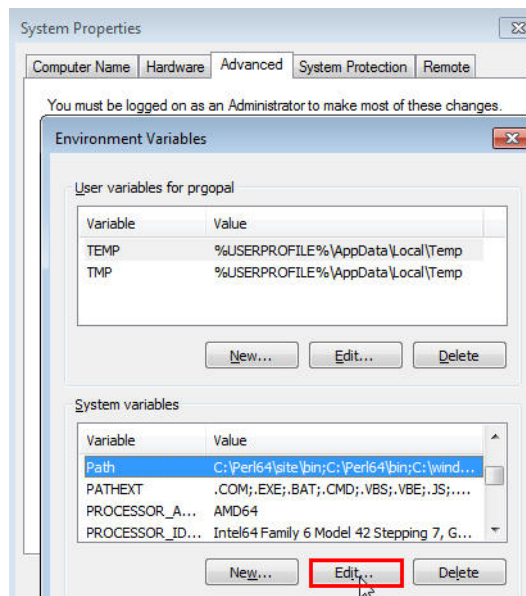 System Properties
Computer Name Hardware Advanced System Protection Remote
You must be logged on as an Administrator to make most of these changes.
Environment Variables
User variables for prgopal
Variable Value
TEMP %USERPROFILE%\AppData\Local\Temp
TMP %USERPROFILE%\AppData\Local\Temp
New... Edit... Delete
System variables
Variable Value
Path C:\Perl64\site\bin;C:\Perl64\bin;C:\wind...
PATHEXT .COM;.EXE;.BAT;.CMD;.VBS;.VBE;.JS;....
PROCESSOR_A... AMD64
PROCESSOR_ID... Intel64 Family 6 Model 42 Stepping 7, G...
New... Edit... Delete